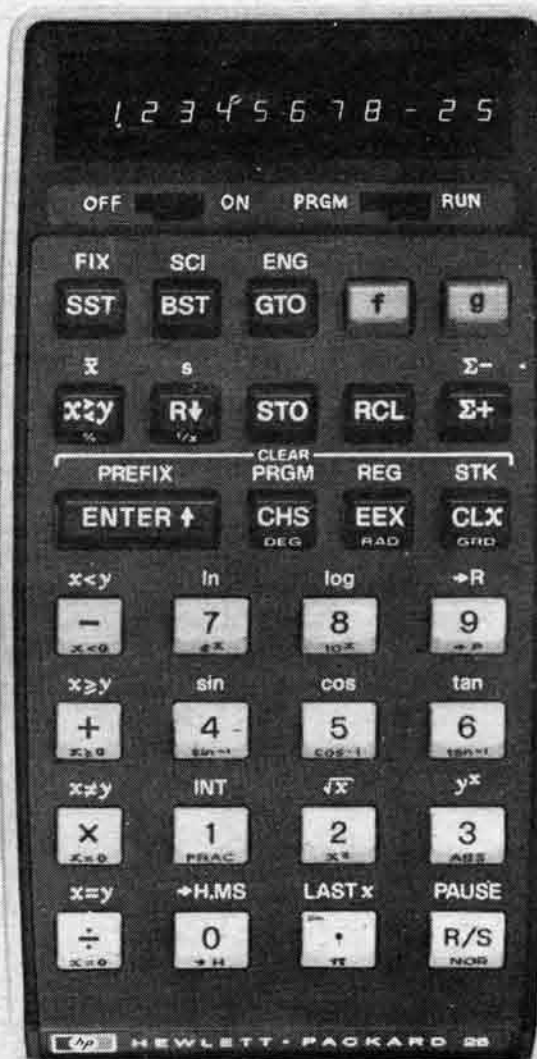 1.2345678-25
OFF ON PRGM RUN
FIX SCI ENG
SST BST GTO f g
x̄ s Σ-
x≷y R↓ STO RCL Σ+
% 1/x
CLEAR
PREFIX PRGM REG STK
ENTER ↑ CHS EEX CLx
DEG RAD GRD
x<y ln log →R
- 7 8 9
x<0 eˣ 10ˣ →P
x≥y sin cos tan
+ 4 5 6
x≥0 sin⁻¹ cos⁻¹ tan⁻¹
x≠y INT √x yˣ
× 1 2 3
x² ABS
x=y →H.MS LAST x PAUSE
÷ 0 · R/S
x=0 →H π
hp HEWLETT·PACKARD